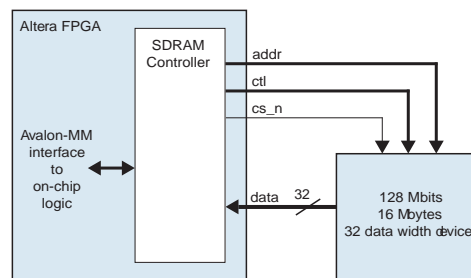 Altera FPGA
SDRAM
Controller
addr
ctl
cs_n
Avalon-MM
interface
to
on-chip
logic
data
32
128 Mbits
16 Mbytes
32 data width device